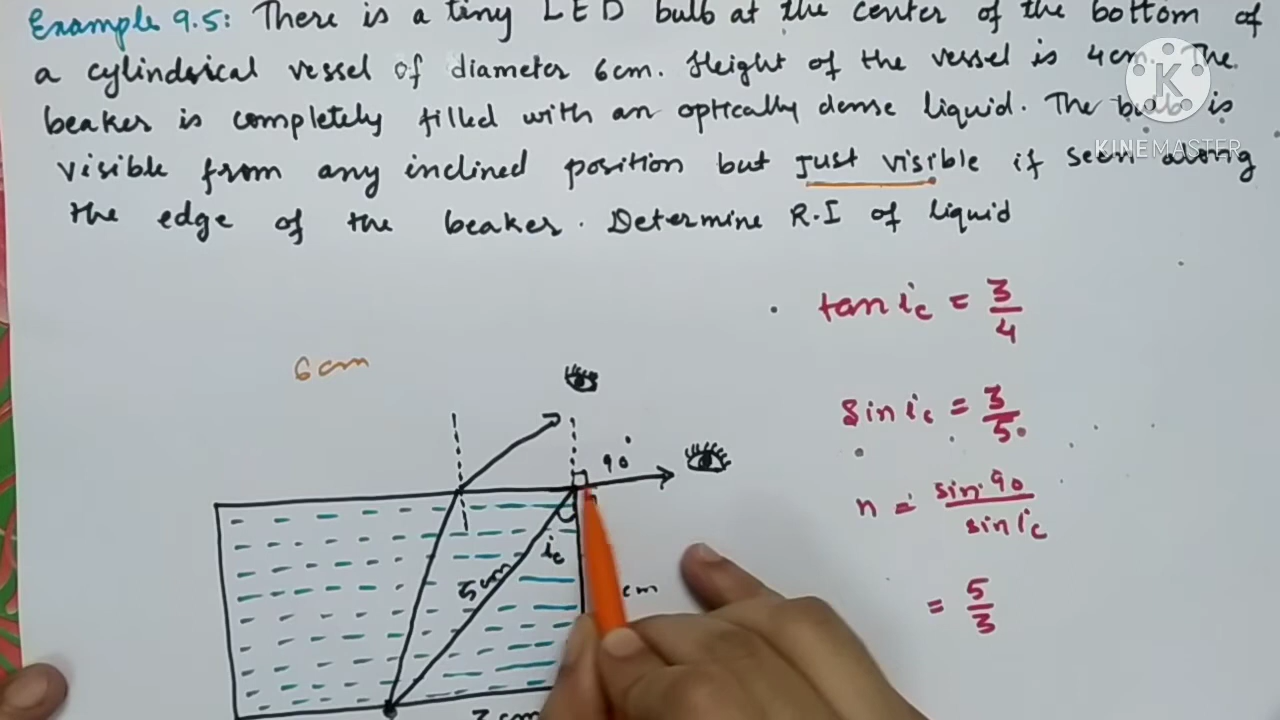 Example 9.5: There is a tiny LED bulb at the center of the bottom of
a cylindrical vessel of diameter 6cm. Height of the vessel is 4cm. The
beaker is completely filled with an optically dense liquid. The bulb is
visible from any inclined position but just visible if seen along
the edge of the beaker. Determine R.I of liquid
K
KINEMASTER
tan ic = 3/4
6cm
sin ic = 3/5
90°
n = sin 90/sin ic
ic
5cm
cm
= 5/3
3cm